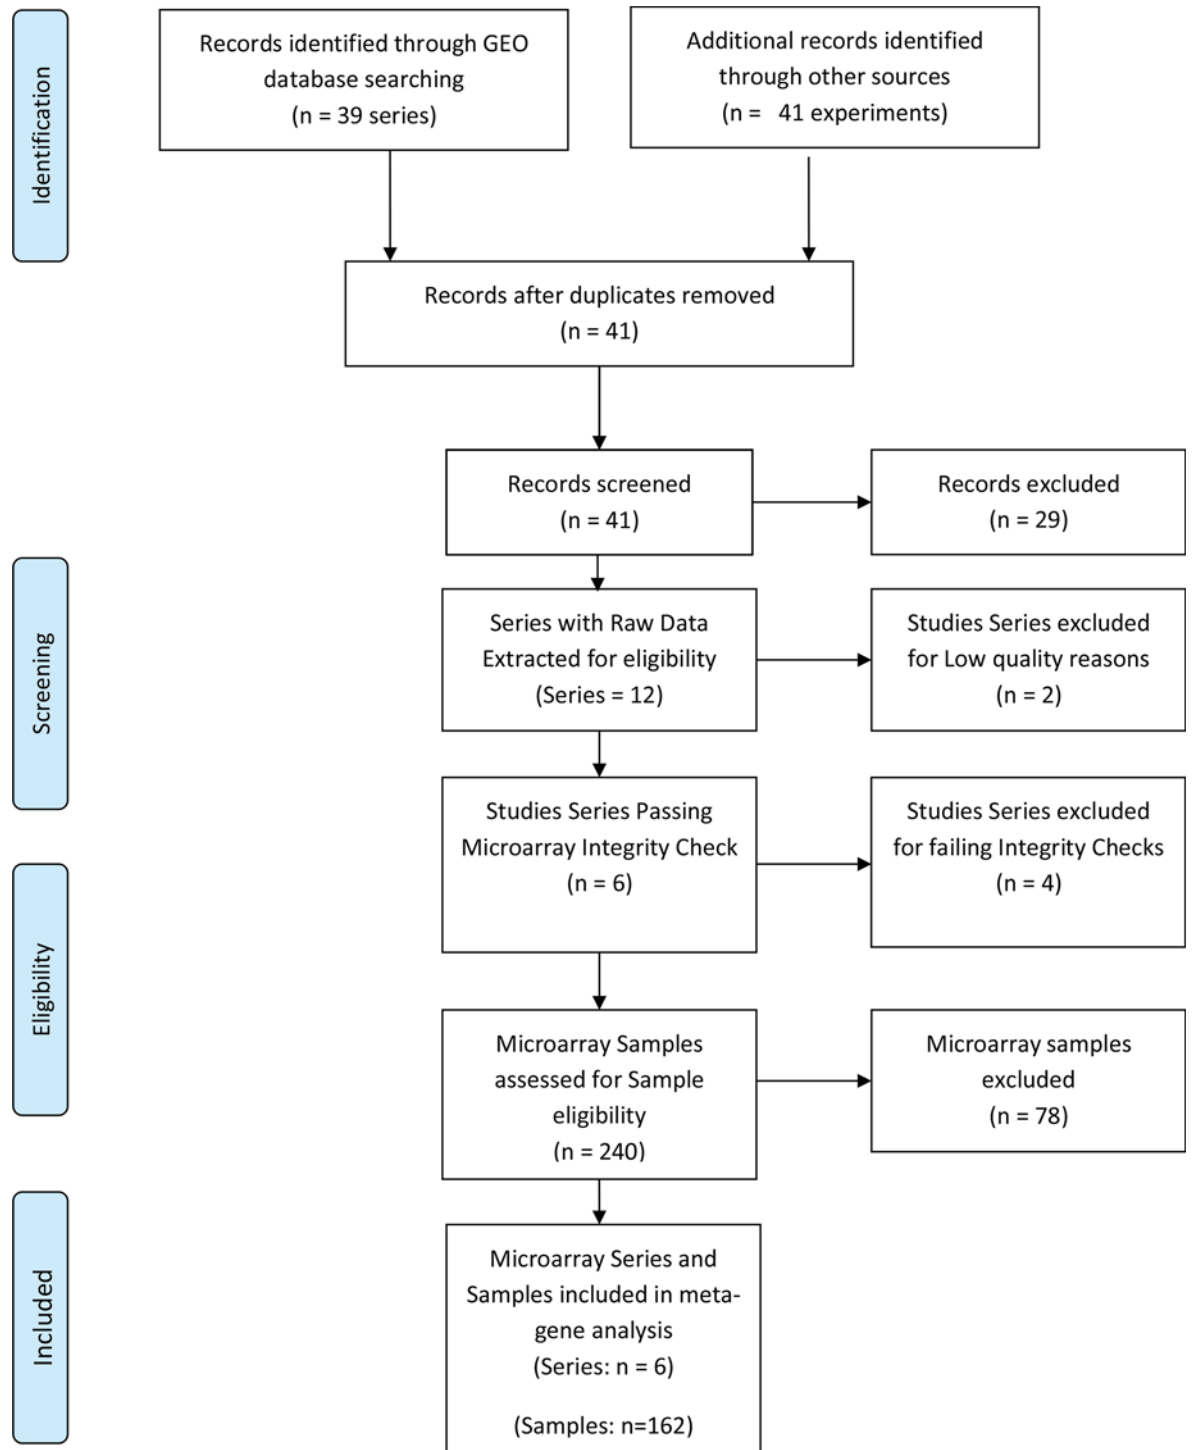 Identification
Records identified through GEO
database searching
(n = 39 series)
Additional records identified
through other sources
(n = 41 experiments)
Records after duplicates removed
(n = 41)
Records screened
(n = 41)
Records excluded
(n = 29)
Screening
Series with Raw Data
Extracted for eligibility
(Series = 12)
Studies Series excluded
for Low quality reasons
(n = 2)
Studies Series Passing
Microarray Integrity Check
(n = 6)
Studies Series excluded
for failing Integrity Checks
(n = 4)
Eligibility
Microarray Samples
assessed for Sample
eligibility
(n = 240)
Microarray samples
excluded
(n = 78)
Included
Microarray Series and
Samples included in meta-
gene analysis
(Series: n = 6)
(Samples: n=162)